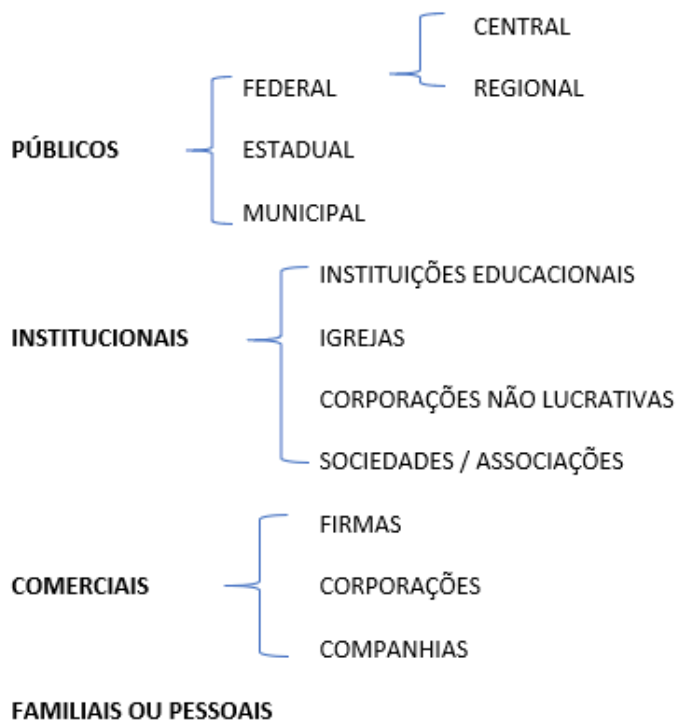 CENTRAL
FEDERAL
REGIONAL
PÚBLICOS
ESTADUAL
MUNICIPAL
INSTITUIÇÕES EDUCACIONAIS
INSTITUCIONAIS
IGREJAS
CORPORAÇÕES NÃO LUCRATIVAS
SOCIEDADES / ASSOCIAÇÕES
FIRMAS
COMERCIAIS
CORPORAÇÕES
COMPANHIAS
FAMILIAIS OU PESSOAIS